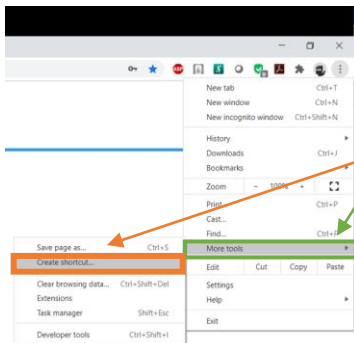 ABP
New tab Ctrl+T
New window Ctrl+N
New incognito window Ctrl+Shift+N
History
Downloads Ctrl+J
Bookmarks
Zoom - 100% +
Print... Ctrl+P
Cast...
Find... Ctrl+F
More tools
Edit Cut Copy Paste
Settings
Help
Exit
Save page as... Ctrl+S
Create shortcut...
Clear browsing data... Ctrl+Shift+Del
Extensions
Task manager Shift+Esc
Developer tools Ctrl+Shift+I